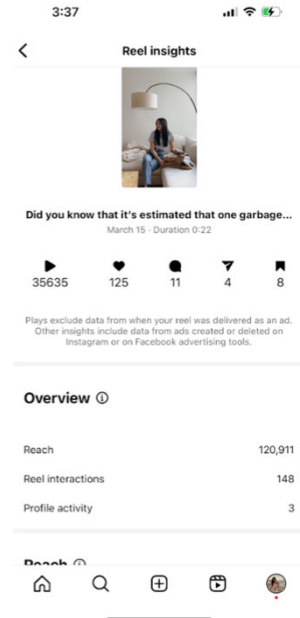 3:37
Reel insights
Did you know that it's estimated that one garbage...
March 15 · Duration 0:22
35635 125 11 4 8
Plays exclude data from when your reel was delivered as an ad.
Other insights include data from ads created or deleted on
Instagram or on Facebook advertising tools.
Overview
Reach 120,911
Reel interactions 148
Profile activity 3
Reach